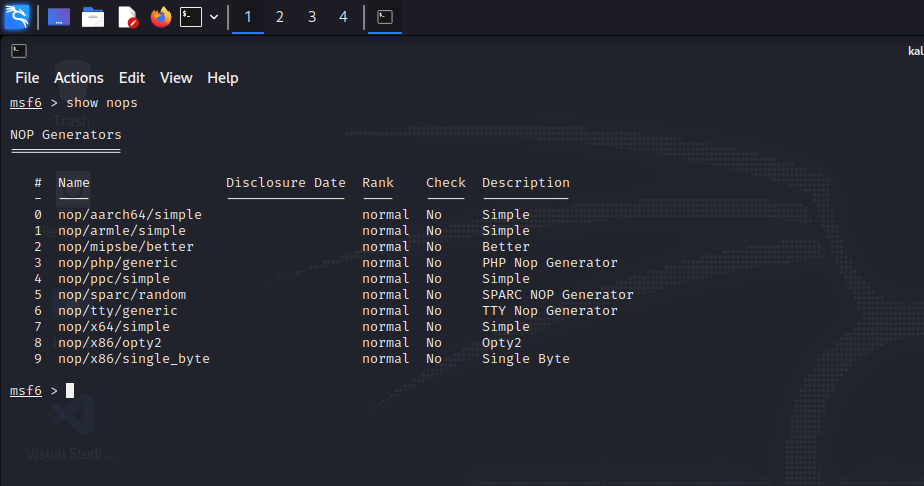 1 2 3 4
kal
File Actions Edit View Help
msf6 > show nops
Trash
NOP Generators
===============
# Name Disclosure Date Rank Check Description
- ---- --------------- ---- ----- -----------
0 nop/aarch64/simple normal No Simple
1 nop/armle/simple normal No Simple
2 nop/mipsbe/better normal No Better
3 nop/php/generic normal No PHP Nop Generator
4 nop/ppc/simple normal No Simple
5 nop/sparc/random normal No SPARC NOP Generator
6 nop/tty/generic normal No TTY Nop Generator
7 nop/x64/simple normal No Simple
8 nop/x86/opty2 normal No Opty2
9 nop/x86/single_byte normal No Single Byte
msf6 >
Visual Studi...